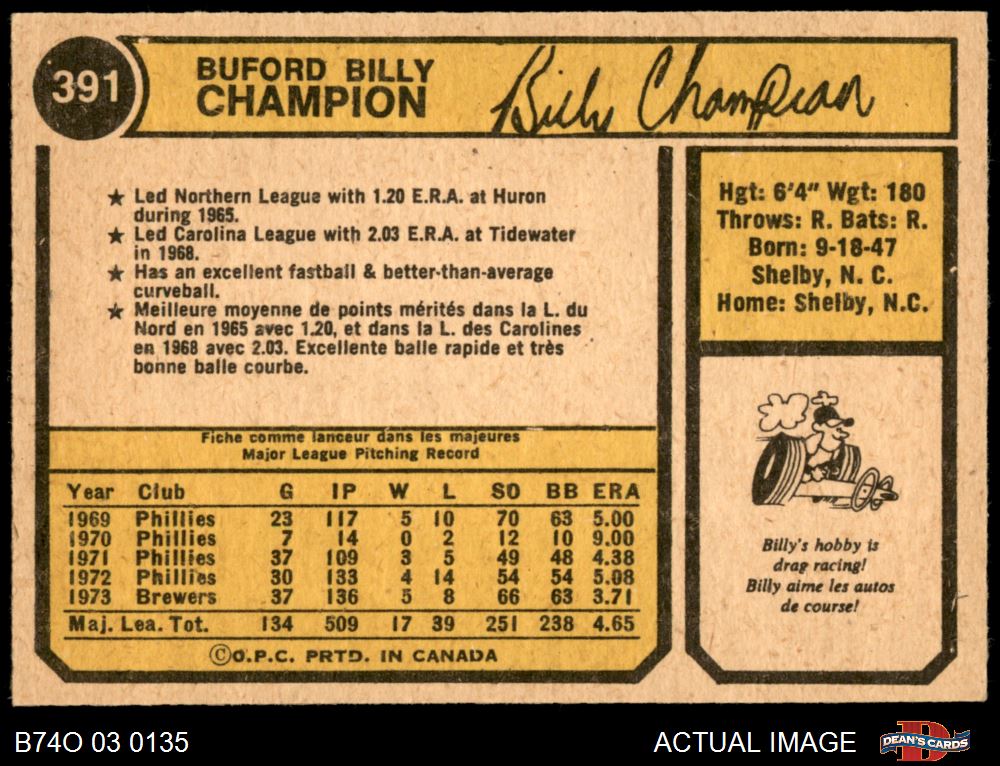 391
BUFORD BILLY
CHAMPION
Billy Champion
★ Led Northern League with 1.20 E.R.A. at Huron
during 1965.
★ Led Carolina League with 2.03 E.R.A. at Tidewater
in 1968.
★ Has an excellent fastball & better-than-average
curveball.
★ Meilleure moyenne de points mérités dans la L. du
Nord en 1965 avec 1.20, et dans la L. des Carolines
en 1968 avec 2.03. Excellente balle rapide et très
bonne balle courbe.
Hgt: 6'4" Wgt: 180
Throws: R. Bats: R.
Born: 9-18-47
Shelby, N. C.
Home: Shelby, N.C.
Fiche comme lanceur dans les majeures
Major League Pitching Record
Year Club G IP W L SO BB ERA
1969 Phillies 23 117 5 10 70 63 5.00
1970 Phillies 7 14 0 2 12 10 9.00
1971 Phillies 37 109 3 5 49 48 4.38
1972 Phillies 30 133 4 14 54 54 5.08
1973 Brewers 37 136 5 8 66 63 3.71
Maj. Lea. Tot. 134 509 17 39 251 238 4.65
©O.P.C. PRTD. IN CANADA
Billy's hobby is
drag racing!
Billy aime les autos
de course!
B74O 03 0135
ACTUAL IMAGE
D
DEAN'S CARDS